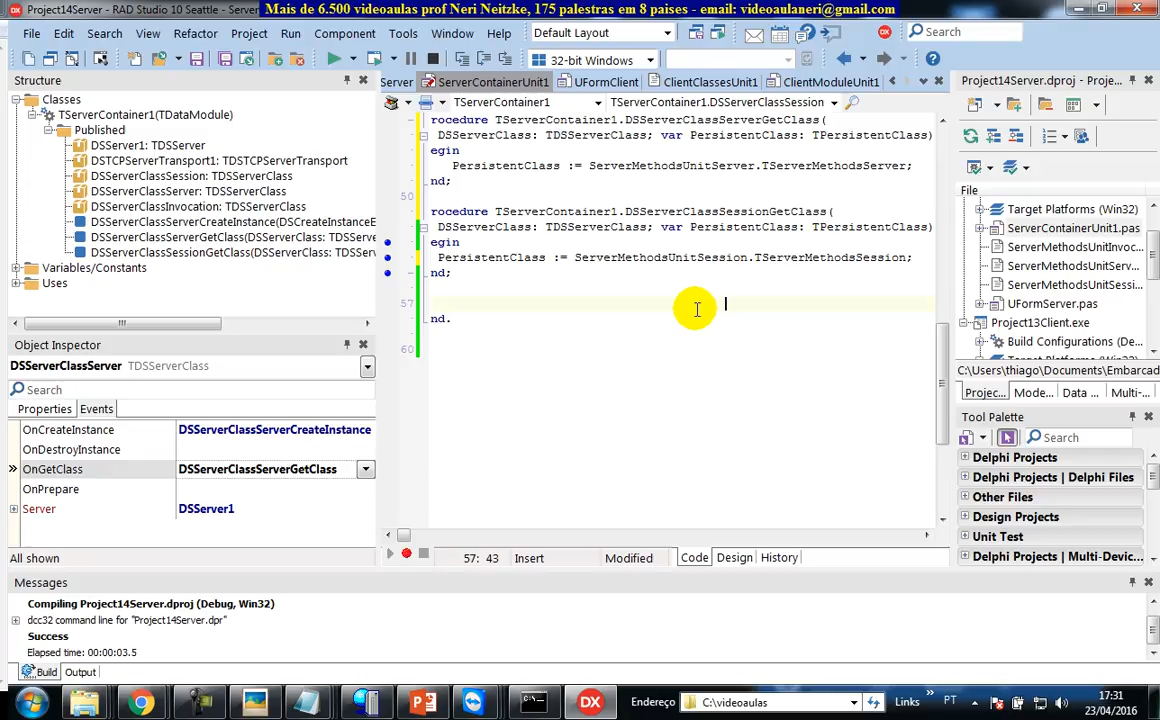 Project14Server - RAD Studio 10 Seattle - Server
Mais de 6.500 videoaulas prof Neri Neitzke, 175 palestras em 8 paises - email: videoaulaneri@gmail.com
File Edit Search View Refactor Project Run Component Tools Window Help
Default Layout
Search
32-bit Windows
Structure
Classes
TServerContainer1(TDataModule)
Published
DSServer1: TDSServer
DSTCPServerTransport1: TDSTCPServerTransport
DSServerClassSession: TDSServerClass
DSServerClassServer: TDSServerClass
DSServerClassInvocation: TDSServerClass
DSServerClassServerCreateInstance(DSCreateInstanceE
DSServerClassServerGetClass(DSServerClass: TDSServe
DSServerClassSessionGetClass(DSServerClass: TDSServ
Variables/Constants
Uses
Object Inspector
DSServerClassServer TDSServerClass
Search
Properties Events
OnCreateInstance DSServerClassServerCreateInstance
OnDestroyInstance
OnGetClass DSServerClassServerGetClass
OnPrepare
Server DSServer1
All shown
Server ServerContainerUnit1 UFormClient ClientClassesUnit1 ClientModuleUnit1
TServerContainer1 TServerContainer1.DSServerClassSession
rocedure TServerContainer1.DSServerClassServerGetClass(
DSServerClass: TDSServerClass; var PersistentClass: TPersistentClass)
egin
PersistentClass := ServerMethodsUnitServer.TServerMethodsServer;
nd;
50
rocedure TServerContainer1.DSServerClassSessionGetClass(
DSServerClass: TDSServerClass; var PersistentClass: TPersistentClass)
egin
PersistentClass := ServerMethodsUnitSession.TServerMethodsSession;
nd;
57
nd.
60
57: 43 Insert Modified Code Design History
Project14Server.dproj - Proje...
File
Target Platforms (Win32)
ServerContainerUnit1.pas
ServerMethodsUnitInvoc...
ServerMethodsUnitServ...
ServerMethodsUnitSessi...
UFormServer.pas
Project13Client.exe
Build Configurations (De...
Target Platforms (Win32)
C:\Users\thiago\Documents\Embarcad
Projec... Mode... Data ... Multi-...
Tool Palette
Search
Delphi Projects
Delphi Projects | Delphi Files
Other Files
Design Projects
Unit Test
Delphi Projects | Multi-Devic...
Messages
Compiling Project14Server.dproj (Debug, Win32)
dcc32 command line for "Project14Server.dpr"
Success
Elapsed time: 00:00:03.5
Build Output
DX
Endereço C:\videoaulas
Links
PT
17:31
23/04/2016